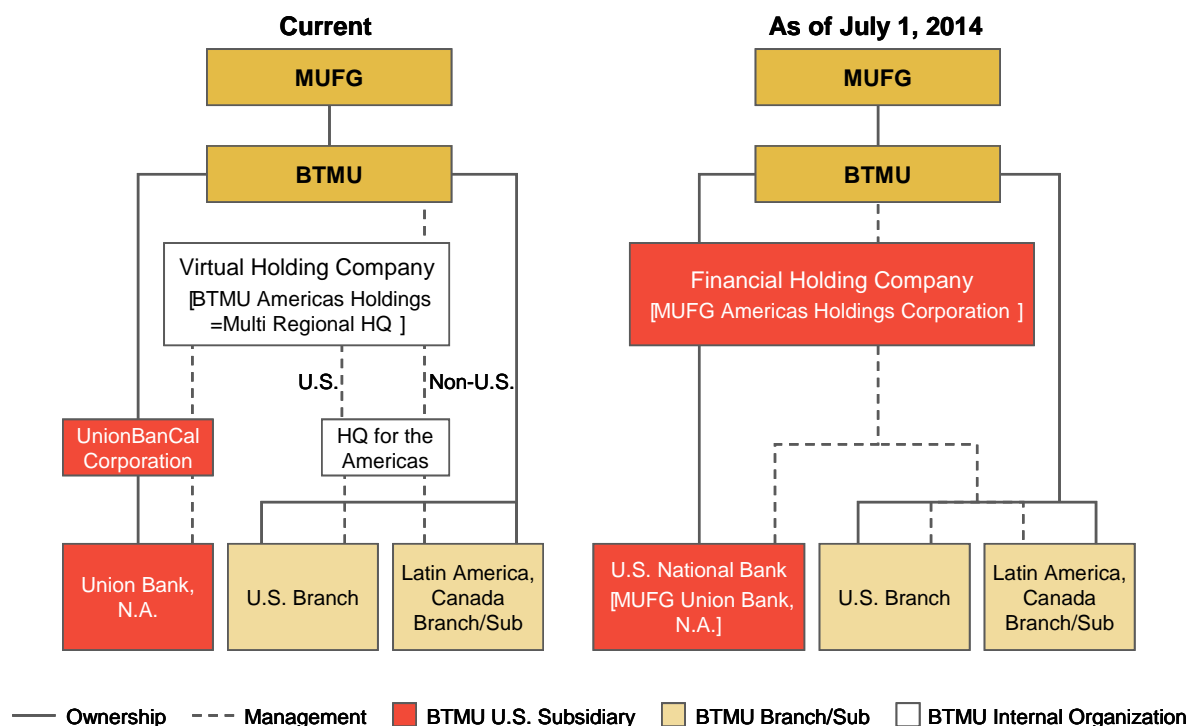 Current
MUFG
BTMU
Virtual Holding Company
[BTMU Americas Holdings
=Multi Regional HQ ]
U.S.
Non-U.S.
UnionBanCal
Corporation
HQ for the
Americas
Union Bank,
N.A.
U.S. Branch
Latin America,
Canada
Branch/Sub
As of July 1, 2014
MUFG
BTMU
Financial Holding Company
[MUFG Americas Holdings Corporation ]
U.S. National Bank
[MUFG Union Bank,
N.A.]
U.S. Branch
Latin America,
Canada
Branch/Sub
Ownership
Management
BTMU U.S. Subsidiary
BTMU Branch/Sub
BTMU Internal Organization